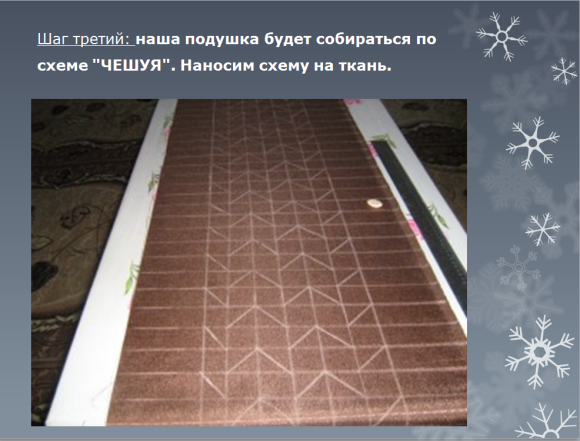 Шаг третий: наша подушка будет собираться по
схеме "ЧЕШУЯ". Наносим схему на ткань.